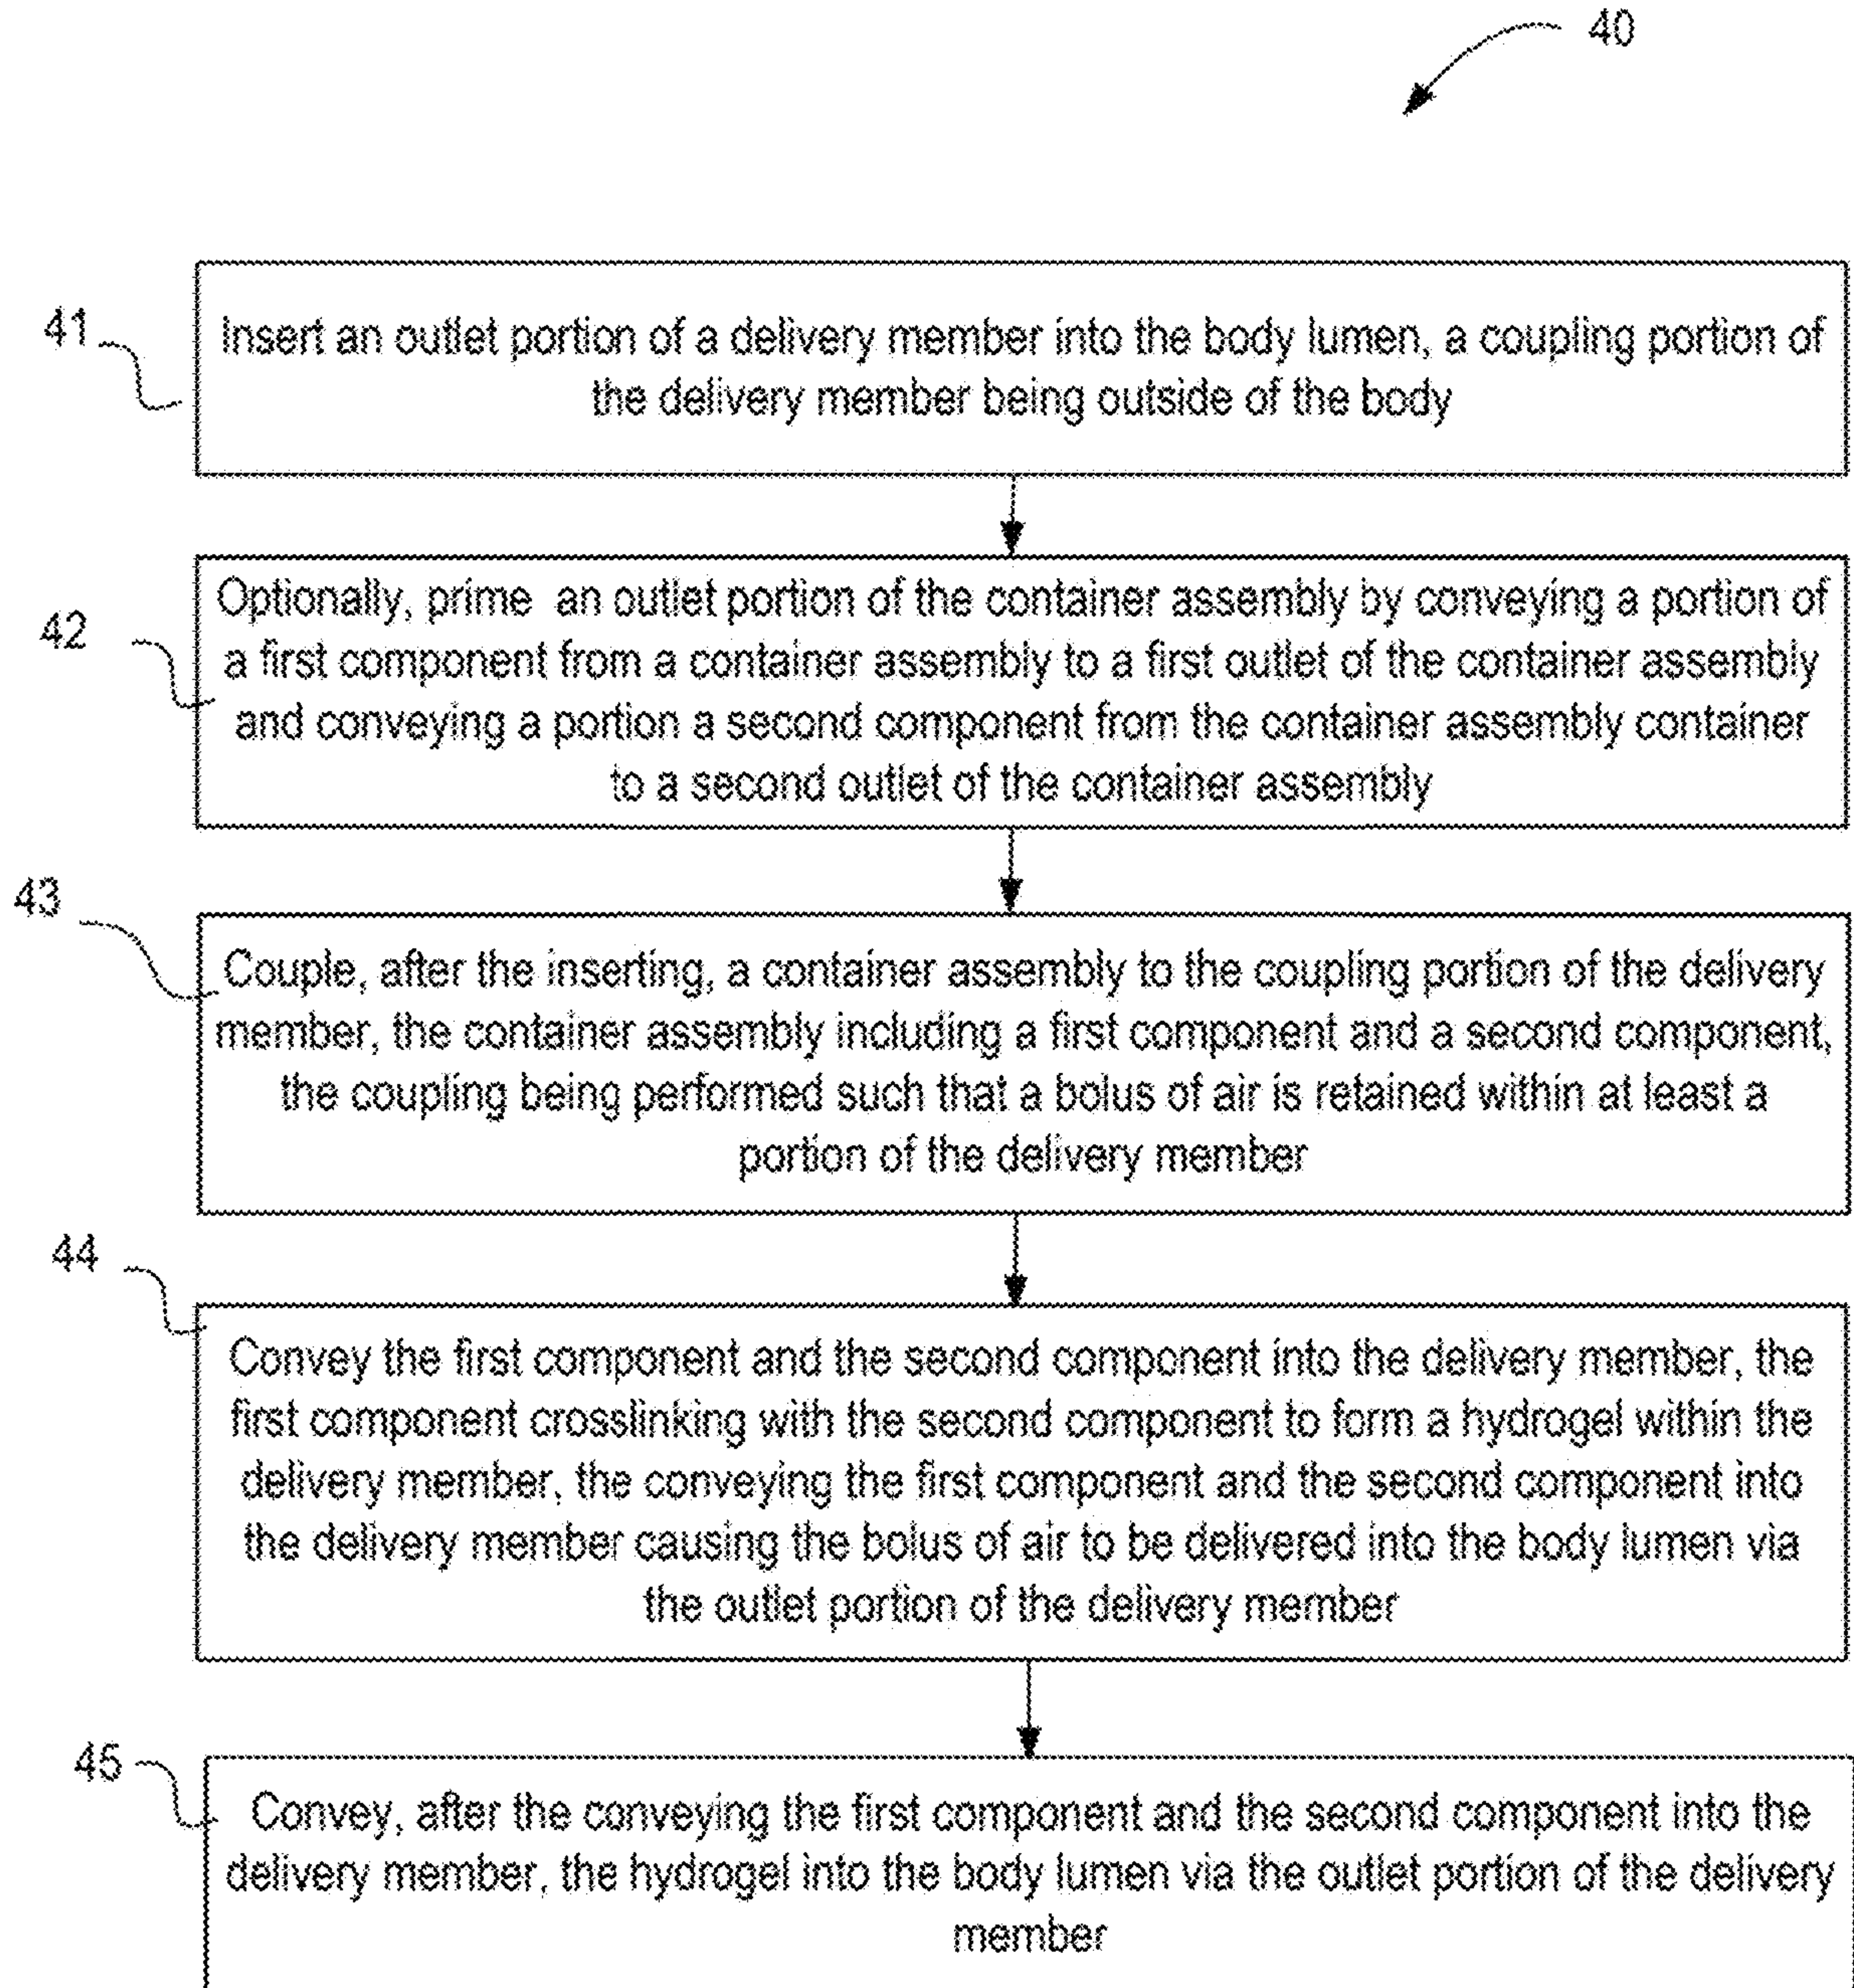 40
41
Insert an outlet portion of a delivery member into the body lumen, a coupling portion of
the delivery member being outside of the body
42
Optionally, prime an outlet portion of the container assembly by conveying a portion of
a first component from a container assembly to a first outlet of the container assembly
and conveying a portion a second component from the container assembly container
to a second outlet of the container assembly
43
Couple, after the inserting, a container assembly to the coupling portion of the delivery
member, the container assembly including a first component and a second component,
the coupling being performed such that a bolus of air is retained within at least a
portion of the delivery member
44
Convey the first component and the second component into the delivery member, the
first component crosslinking with the second component to form a hydrogel within the
delivery member, the conveying the first component and the second component into
the delivery member causing the bolus of air to be delivered into the body lumen via
the outlet portion of the delivery member
45
Convey, after the conveying the first component and the second component into the
delivery member, the hydrogel into the body lumen via the outlet portion of the delivery
member